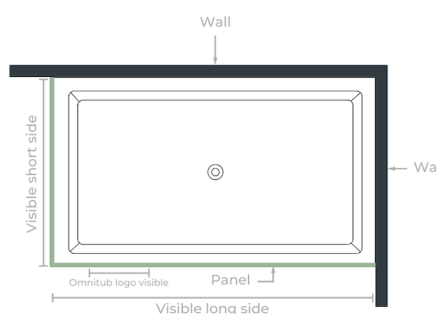 Wall
Visible short side
Wa
Omnitub logo visible
Panel
Visible long side